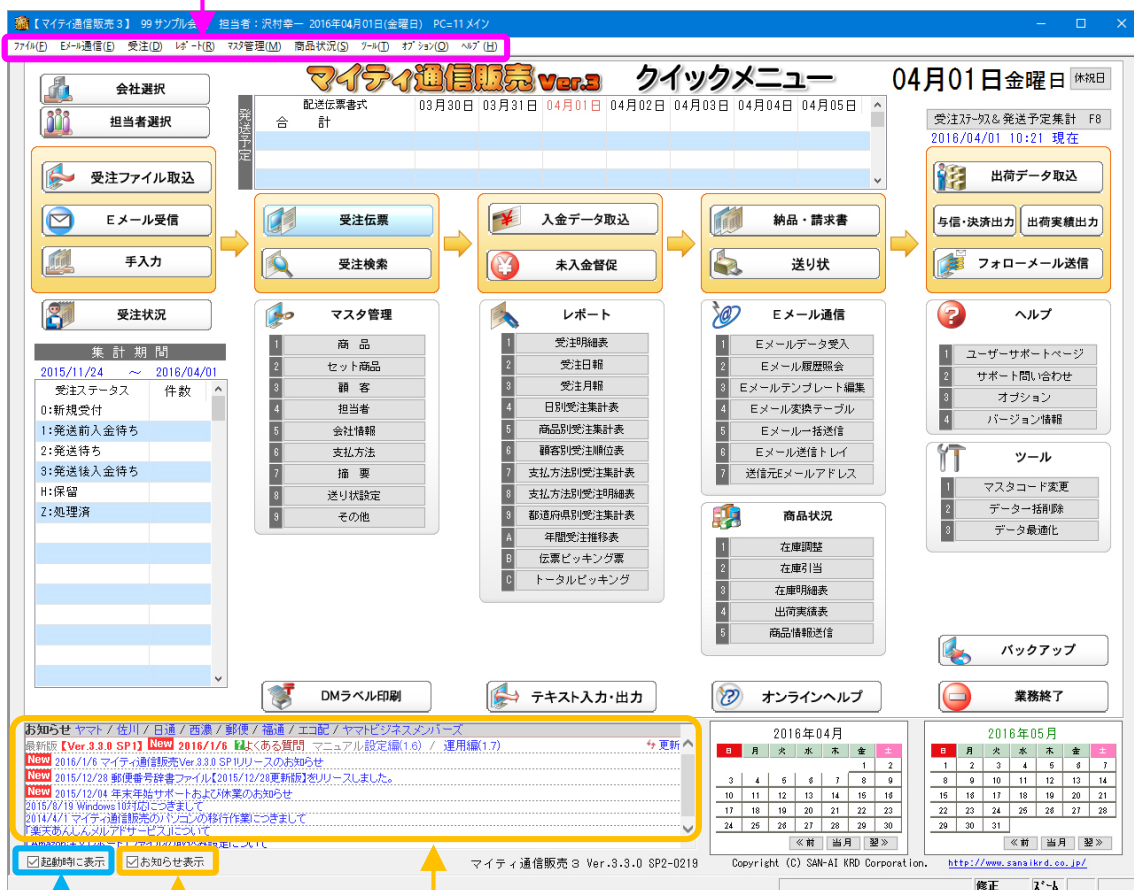 【マイティ通信販売３】 99 サンプル会 担当者：沢村幸一 2016年04月01日(金曜日) PC=11 メイン
ファイル(F) Eメール通信(E) 受注(D) レポート(R) マスタ管理(M) 商品状況(S) ツール(T) オプション(O) ヘルプ(H)
会社選択
担当者選択
マイティ通信販売 Ver.3 クイックメニュー
04月01日金曜日 休祝日
発送予定
配送伝票書式 03月30日 03月31日 04月01日 04月02日 04月03日 04月04日 04月05日
合 計
受注ステータス＆発送予定集計 F8
2016/04/01 10:21 現在
受注ファイル取込
Ｅメール受信
手入力
受注伝票
受注検索
入金データ取込
未入金督促
納品・請求書
送り状
出荷データ取込
与信・決済出力 出荷実績出力
フォローメール送信
受注状況
集計期間
2015/11/24 ～ 2016/04/01
受注ステータス 件数
0:新規受付
1:発送前入金待ち
2:発送待ち
3:発送後入金待ち
H:保留
Z:処理済
マスタ管理
1 商 品
2 セット商品
3 顧 客
4 担当者
5 会社情報
6 支払方法
7 摘 要
8 送り状設定
9 その他
レポート
1 受注明細表
2 受注日報
3 受注月報
4 日別受注集計表
5 商品別受注集計表
6 顧客別受注順位表
7 支払方法別受注集計表
8 支払方法別受注明細表
9 都道府県別受注集計表
A 年間受注推移表
B 伝票ピッキング票
C トータルピッキング
Ｅメール通信
1 Ｅメールデータ受入
2 Ｅメール履歴照会
3 Ｅメールテンプレート編集
4 Ｅメール変換テーブル
5 Ｅメール一括送信
6 Ｅメール送信トレイ
7 送信元Ｅメールアドレス
商品状況
1 在庫調整
2 在庫引当
3 在庫明細表
4 出荷実績表
5 商品情報送信
ヘルプ
1 ユーザーサポートページ
2 サポート問い合わせ
3 オプション
4 バージョン情報
ツール
1 マスタコード変更
2 データ一括削除
3 データ最適化
バックアップ
DMラベル印刷
テキスト入力・出力
オンラインヘルプ
業務終了
お知らせ ヤマト / 佐川 / 日通 / 西濃 / 郵便 / 福通 / エコ配 / ヤマトビジネスメンバーズ
最新版【Ver.3.3.0 SP1】 New 2016/1/6 よくある質問 マニュアル設定編(1.6) / 運用編(1.7) 更新
New 2016/1/6 マイティ通信販売Ver.3.3.0 SP1リリースのお知らせ
New 2015/12/28 郵便番号辞書ファイル【2015/12/28更新版】をリリースしました。
New 2015/12/04 年末年始サポートおよび休業のお知らせ
2015/8/19 Windows10対応につきまして
2014/4/1 マイティ通信販売のパソコンの移行作業につきまして
「楽天あんしんメルアドサービス」について
2016年04月
日 月 火 水 木 金 土
1 2
3 4 5 6 7 8 9
10 11 12 13 14 15 16
17 18 19 20 21 22 23
24 25 26 27 28 29 30
≪前 当月 翌≫
2016年05月
日 月 火 水 木 金 土
1 2 3 4 5 6 7
8 9 10 11 12 13 14
15 16 17 18 19 20 21
22 23 24 25 26 27 28
29 30 31
≪前 当月 翌≫
起動時に表示 お知らせ表示
マイティ通信販売３ Ver.3.3.0 SP2-0219 Copyright (C) SAN-AI KRD Corporation. http://www.sanaikrd.co.jp/
修正 ズーム